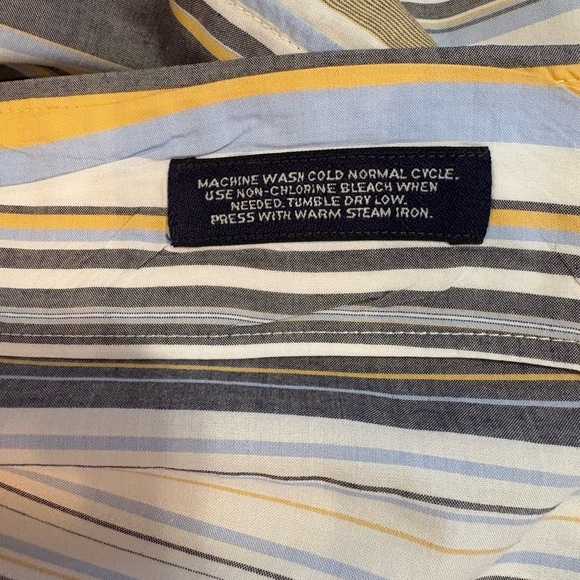 MACHINE WASH COLD NORMAL CYCLE.
USE NON-CHLORINE BLEACH WHEN
NEEDED. TUMBLE DRY LOW.
PRESS WITH WARM STEAM IRON.